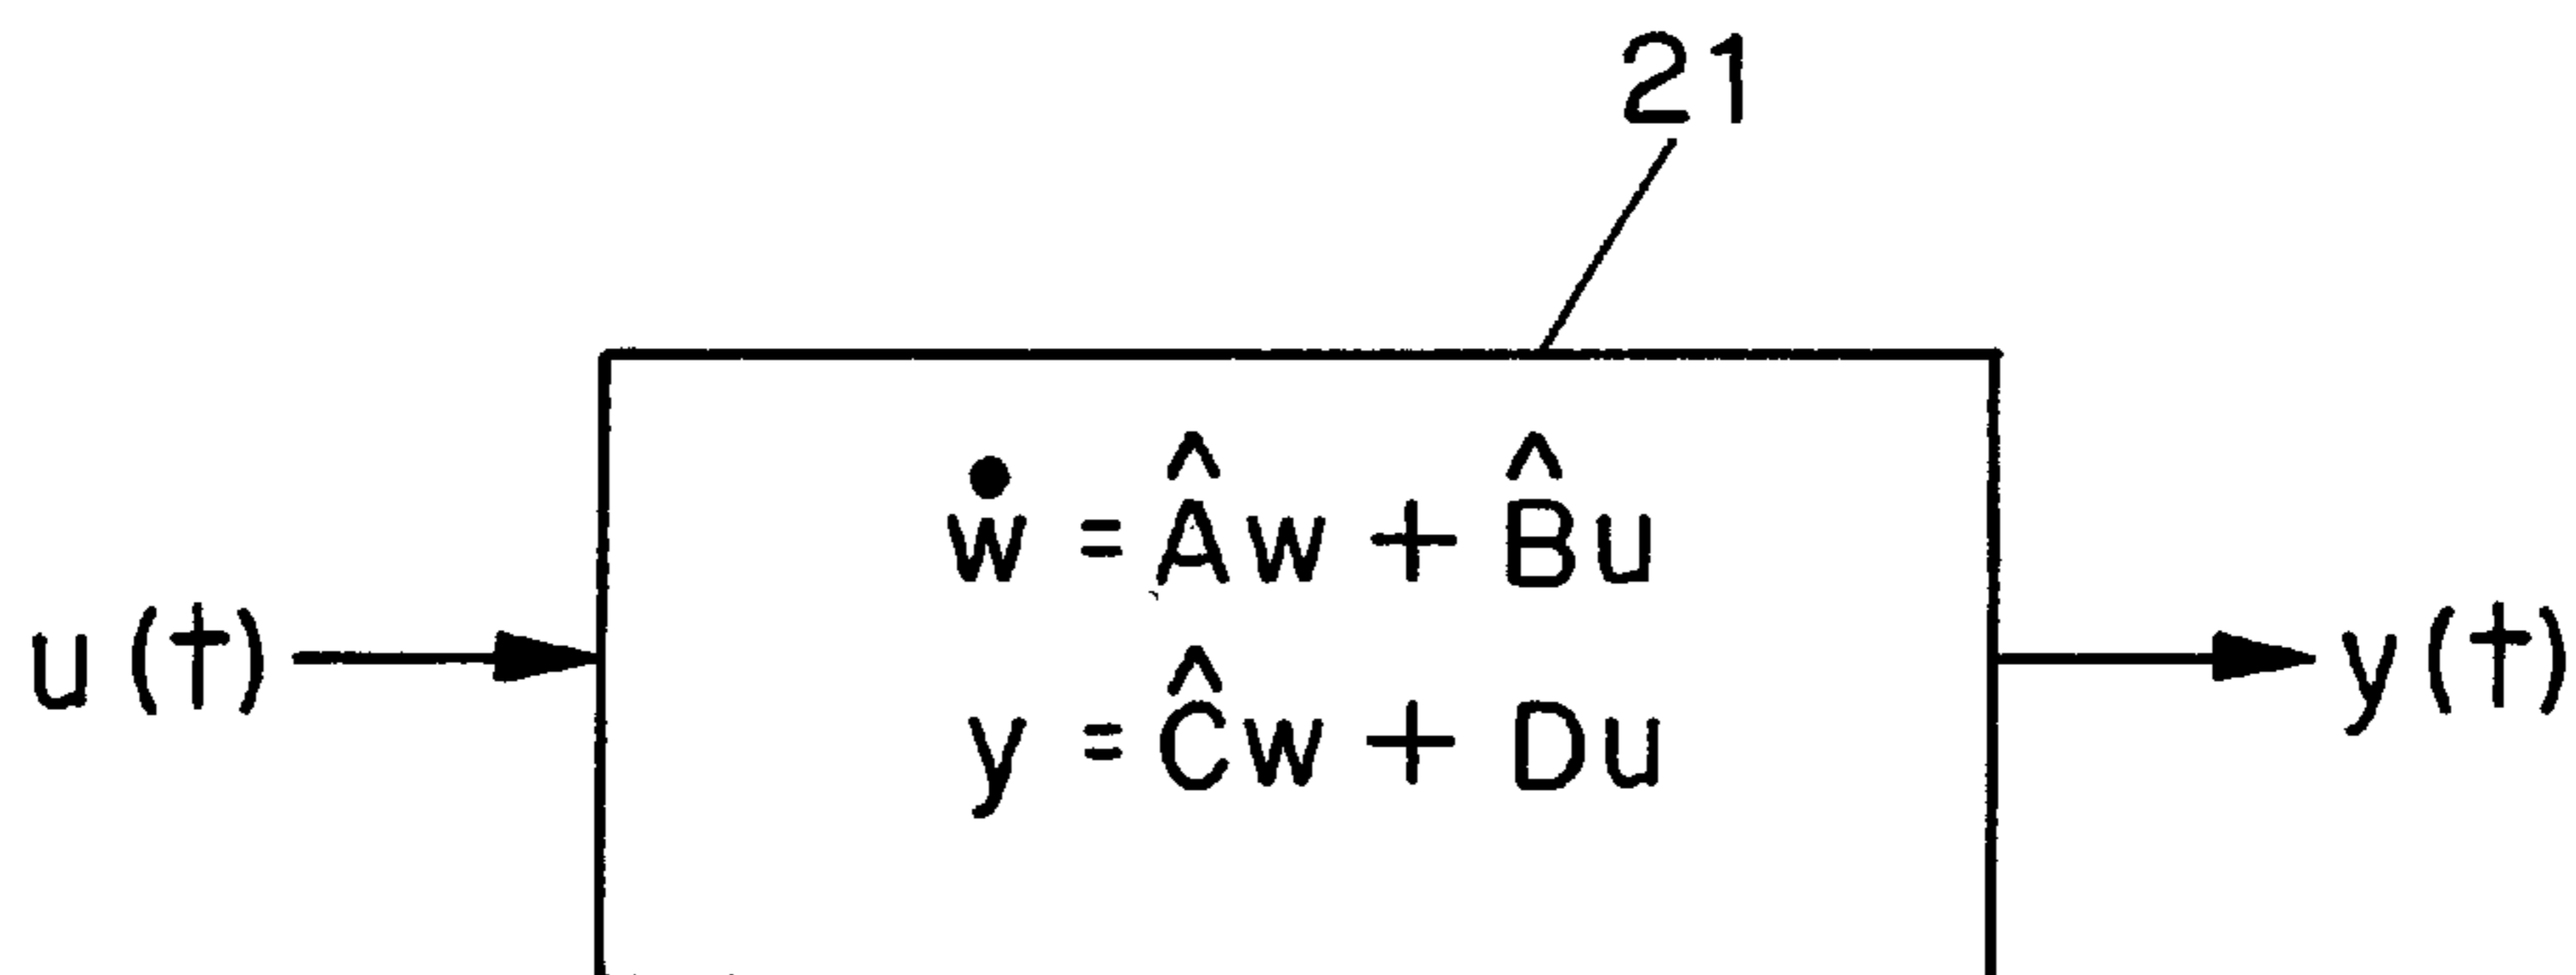 21
ẇ = Âw + B̂u
u(t)
y = Ĉw + Du
y(t)